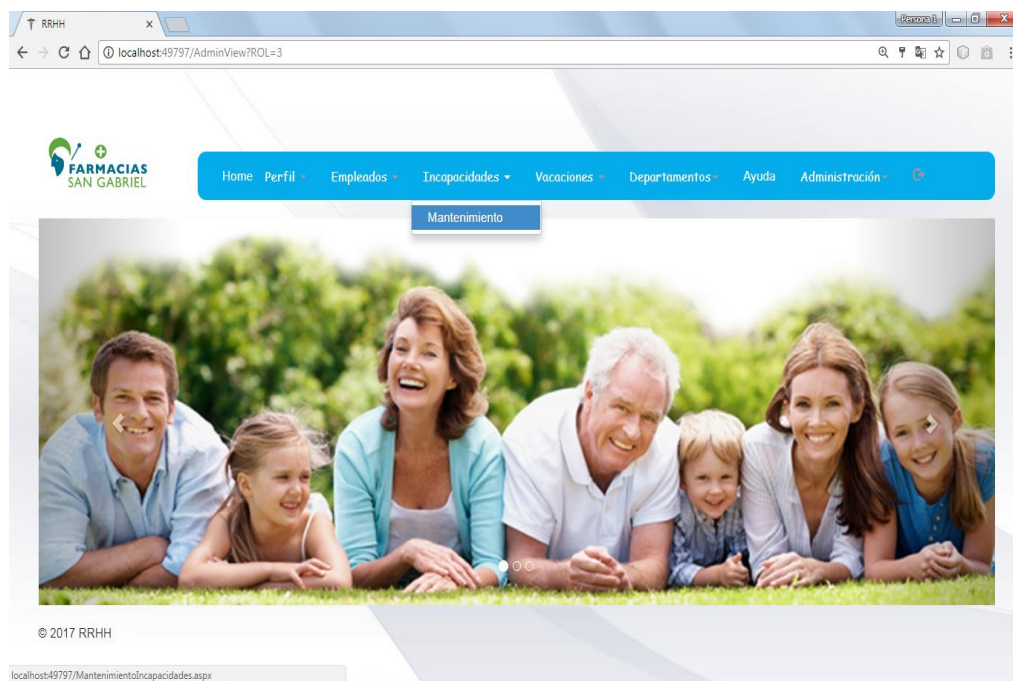 RRHH
Persona 1
localhost:49797/AdminView?ROL=3
FARMACIAS
SAN GABRIEL
Home Perfil Empleados Incapacidades Vacaciones Departamentos Ayuda Administración
Mantenimiento
© 2017 RRHH
localhost:49797/MantenimientoIncapacidades.aspx